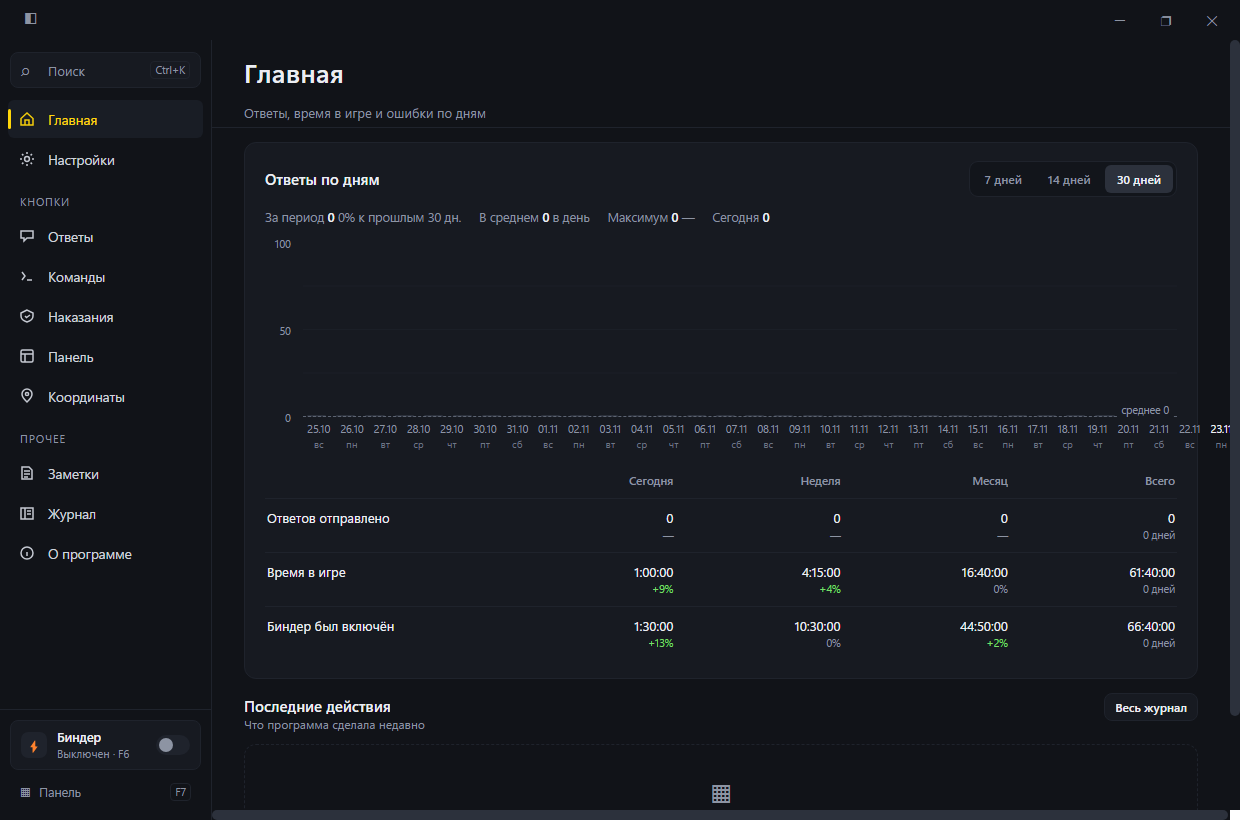 Поиск Ctrl+K
Главная
Настройки
КНОПКИ
Ответы
Команды
Наказания
Панель
Координаты
ПРОЧЕЕ
Заметки
Журнал
О программе
Биндер
Выключен · F6
Панель F7
Главная
Ответы, время в игре и ошибки по дням
Ответы по дням 7 дней 14 дней 30 дней
За период 0 0% к прошлым 30 дн. В среднем 0 в день Максимум 0 — Сегодня 0
100
50
среднее 0
0
25.10 26.10 27.10 28.10 29.10 30.10 31.10 01.11 02.11 03.11 04.11 05.11 06.11 07.11 08.11 09.11 10.11 11.11 12.11 13.11 14.11 15.11 16.11 17.11 18.11 19.11 20.11 21.11 22.11 23.11
вс пн вт ср чт пт сб вс пн вт ср чт пт сб вс пн вт ср чт пт сб вс пн вт ср чт пт сб вс пн
Сегодня Неделя Месяц Всего
Ответов отправлено 0 0 0 0
— — — 0 дней
Время в игре 1:00:00 4:15:00 16:40:00 61:40:00
+9% +4% 0% 0 дней
Биндер был включён 1:30:00 10:30:00 44:50:00 66:40:00
+13% 0% +2% 0 дней
Последние действия Весь журнал
Что программа сделала недавно